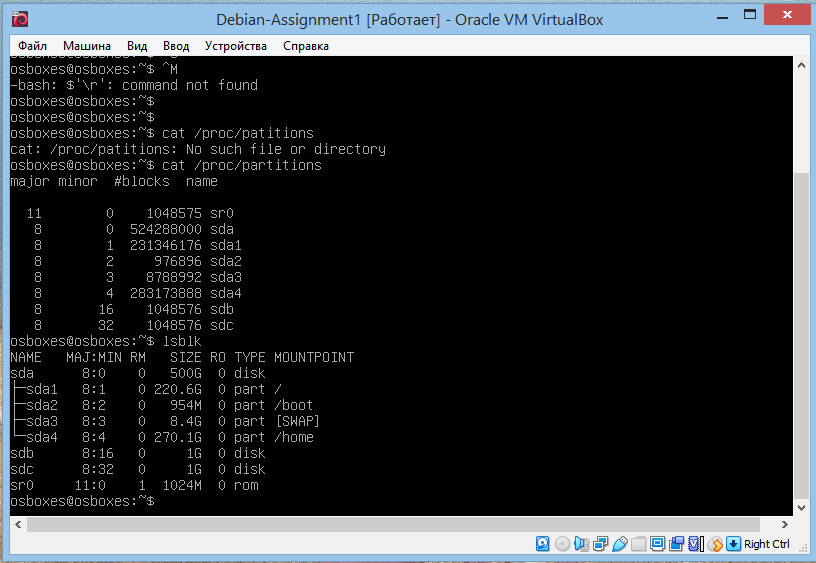 Debian-Assignment1 [Работает] - Oracle VM VirtualBox
Файл Машина Вид Ввод Устройства Справка
osboxes@osboxes:~$ ^M
-bash: $'\r': command not found
osboxes@osboxes:~$
osboxes@osboxes:~$
osboxes@osboxes:~$ cat /proc/patitions
cat: /proc/patitions: No such file or directory
osboxes@osboxes:~$ cat /proc/partitions
major minor  #blocks  name
  11        0    1048575 sr0
   8        0  524288000 sda
   8        1  231346176 sda1
   8        2     976896 sda2
   8        3    8788992 sda3
   8        4  283173888 sda4
   8       16    1048576 sdb
   8       32    1048576 sdc
osboxes@osboxes:~$ lsblk
NAME   MAJ:MIN RM   SIZE RO TYPE MOUNTPOINT
sda      8:0    0   500G  0 disk
├─sda1   8:1    0 220.6G  0 part /
├─sda2   8:2    0   954M  0 part /boot
├─sda3   8:3    0   8.4G  0 part [SWAP]
└─sda4   8:4    0 270.1G  0 part /home
sdb      8:16   0     1G  0 disk
sdc      8:32   0     1G  0 disk
sr0     11:0    1  1024M  0 rom
osboxes@osboxes:~$
Right Ctrl